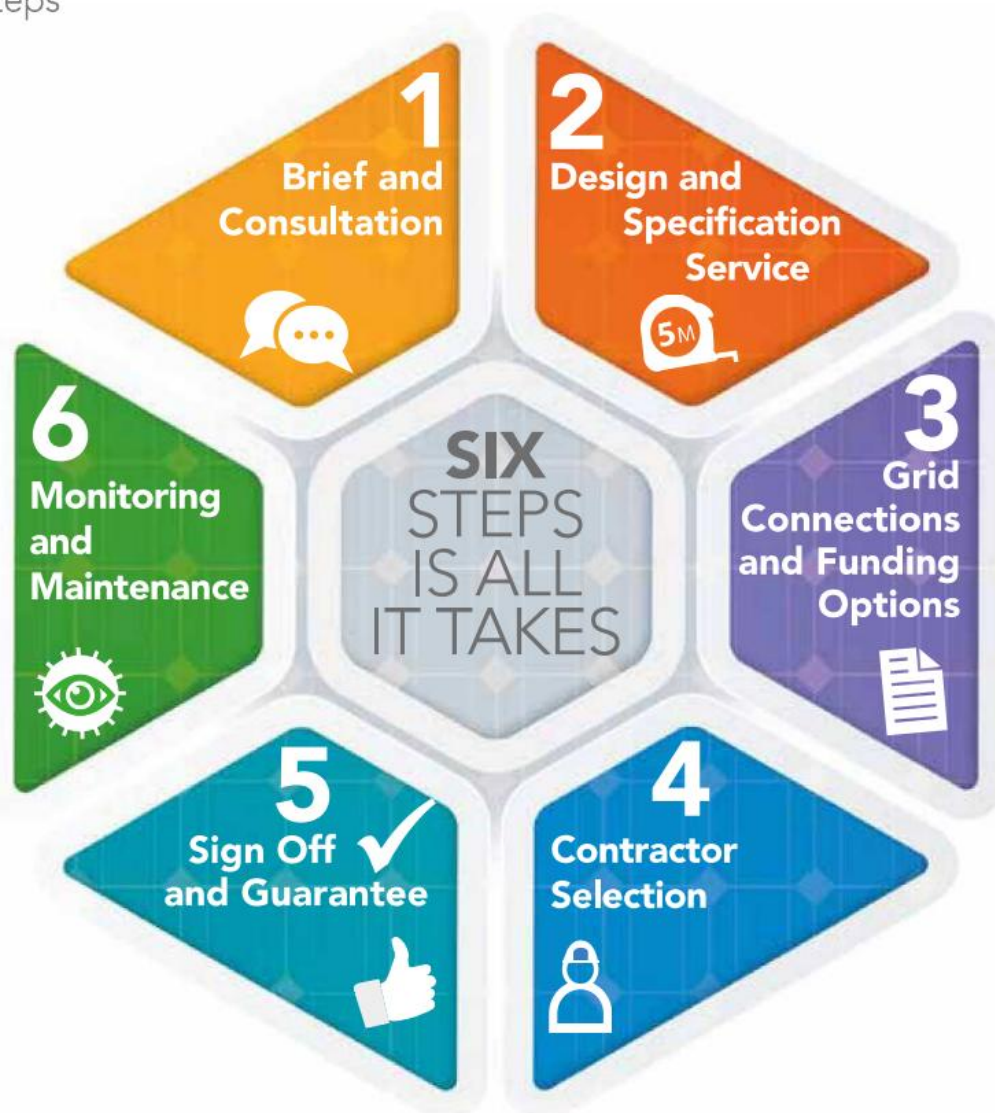 1
Brief and
Consultation
2
Design and
Specification
Service
5M
3
Grid
Connections
and Funding
Options
4
Contractor
Selection
5
Sign Off
and Guarantee
6
Monitoring
and
Maintenance
SIX
STEPS
IS ALL
IT TAKES